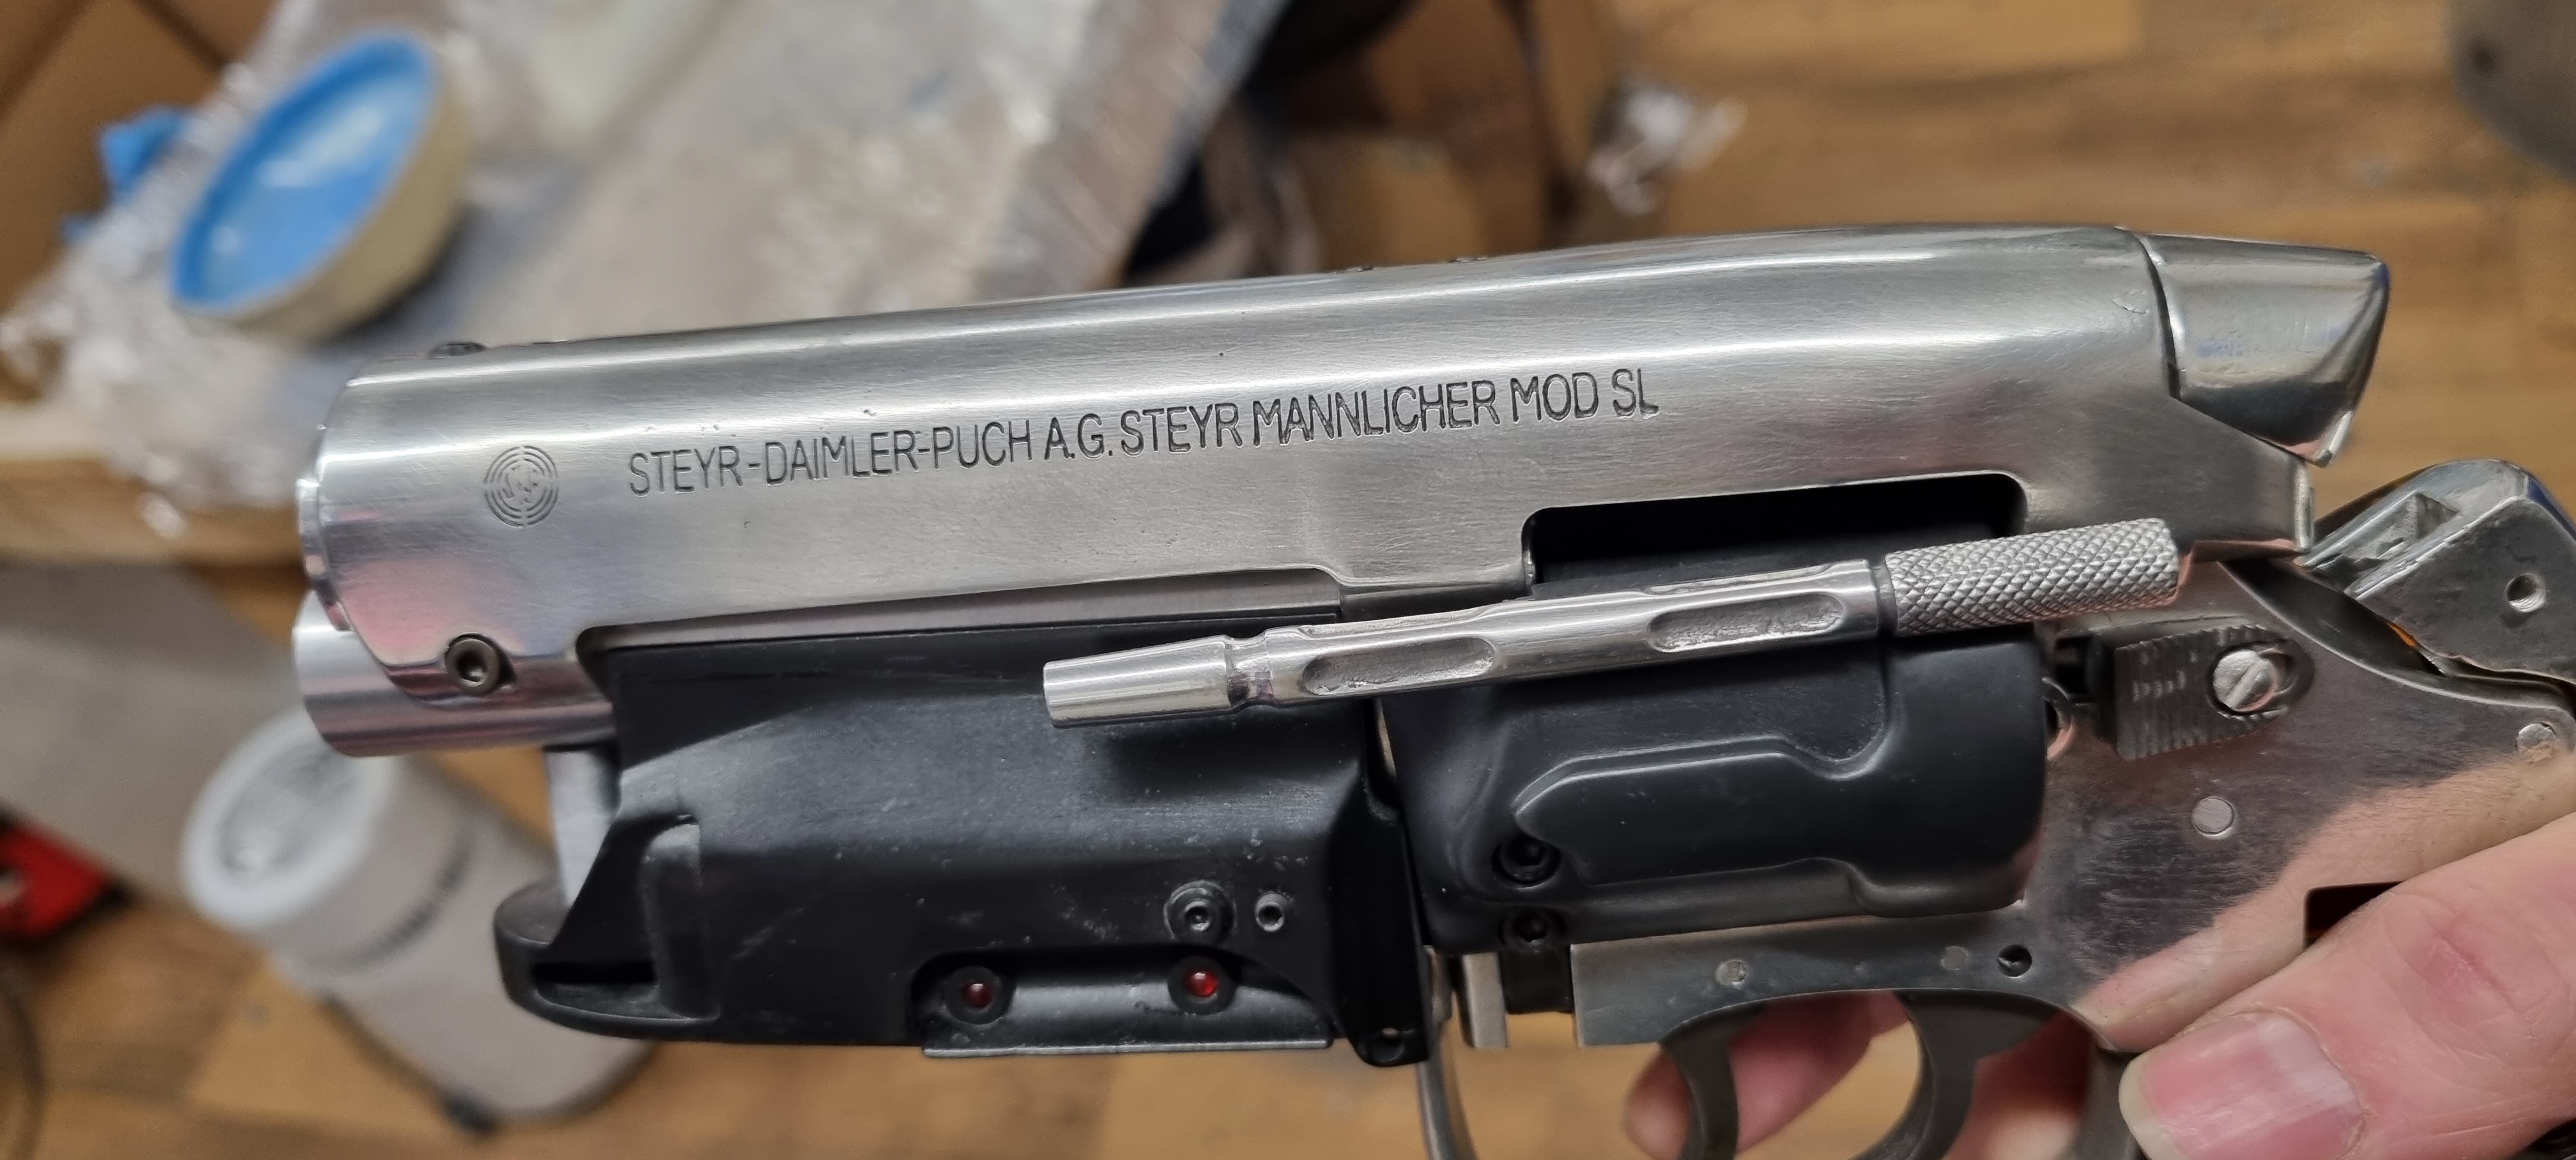 STEYR-DAIMLER-PUCH A.G. STEYR MANNLICHER MOD SL